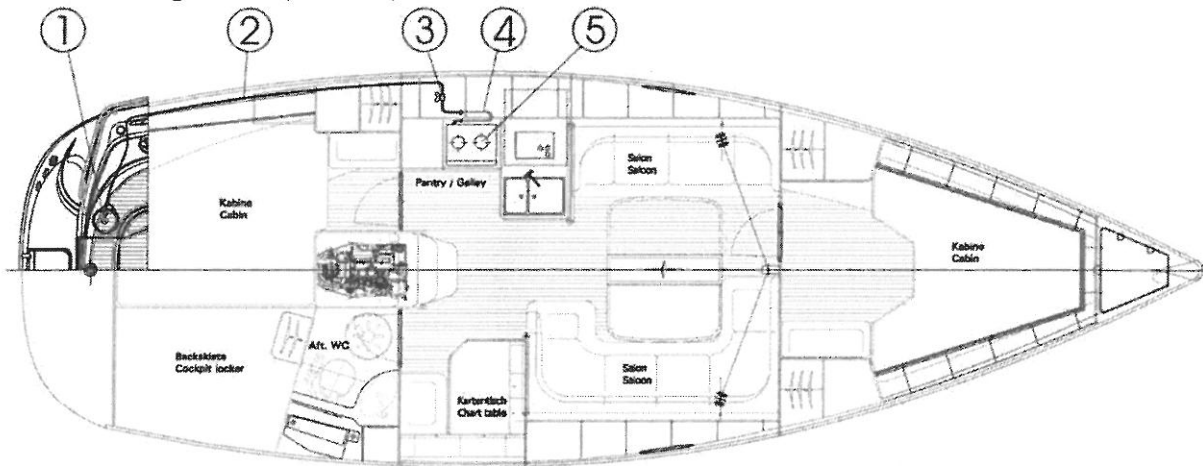 1 2 3 4 5
Salon
Saloon
Pantry / Galley
Kabine
Cabin
Kabine
Cabin
Aft. WC
Backskiste
Cockpit locker
Salon
Saloon
Kartentisch
Chart table